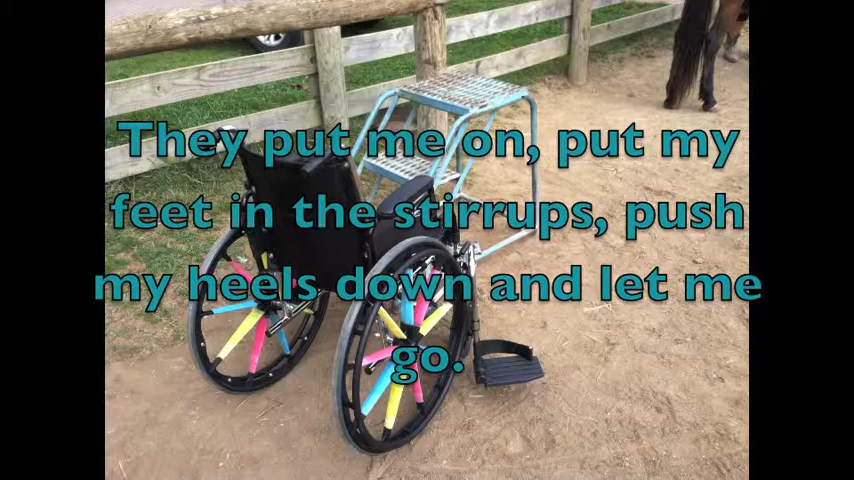 They put me on, put my
feet in the stirrups, push
my heels down and let me
go.